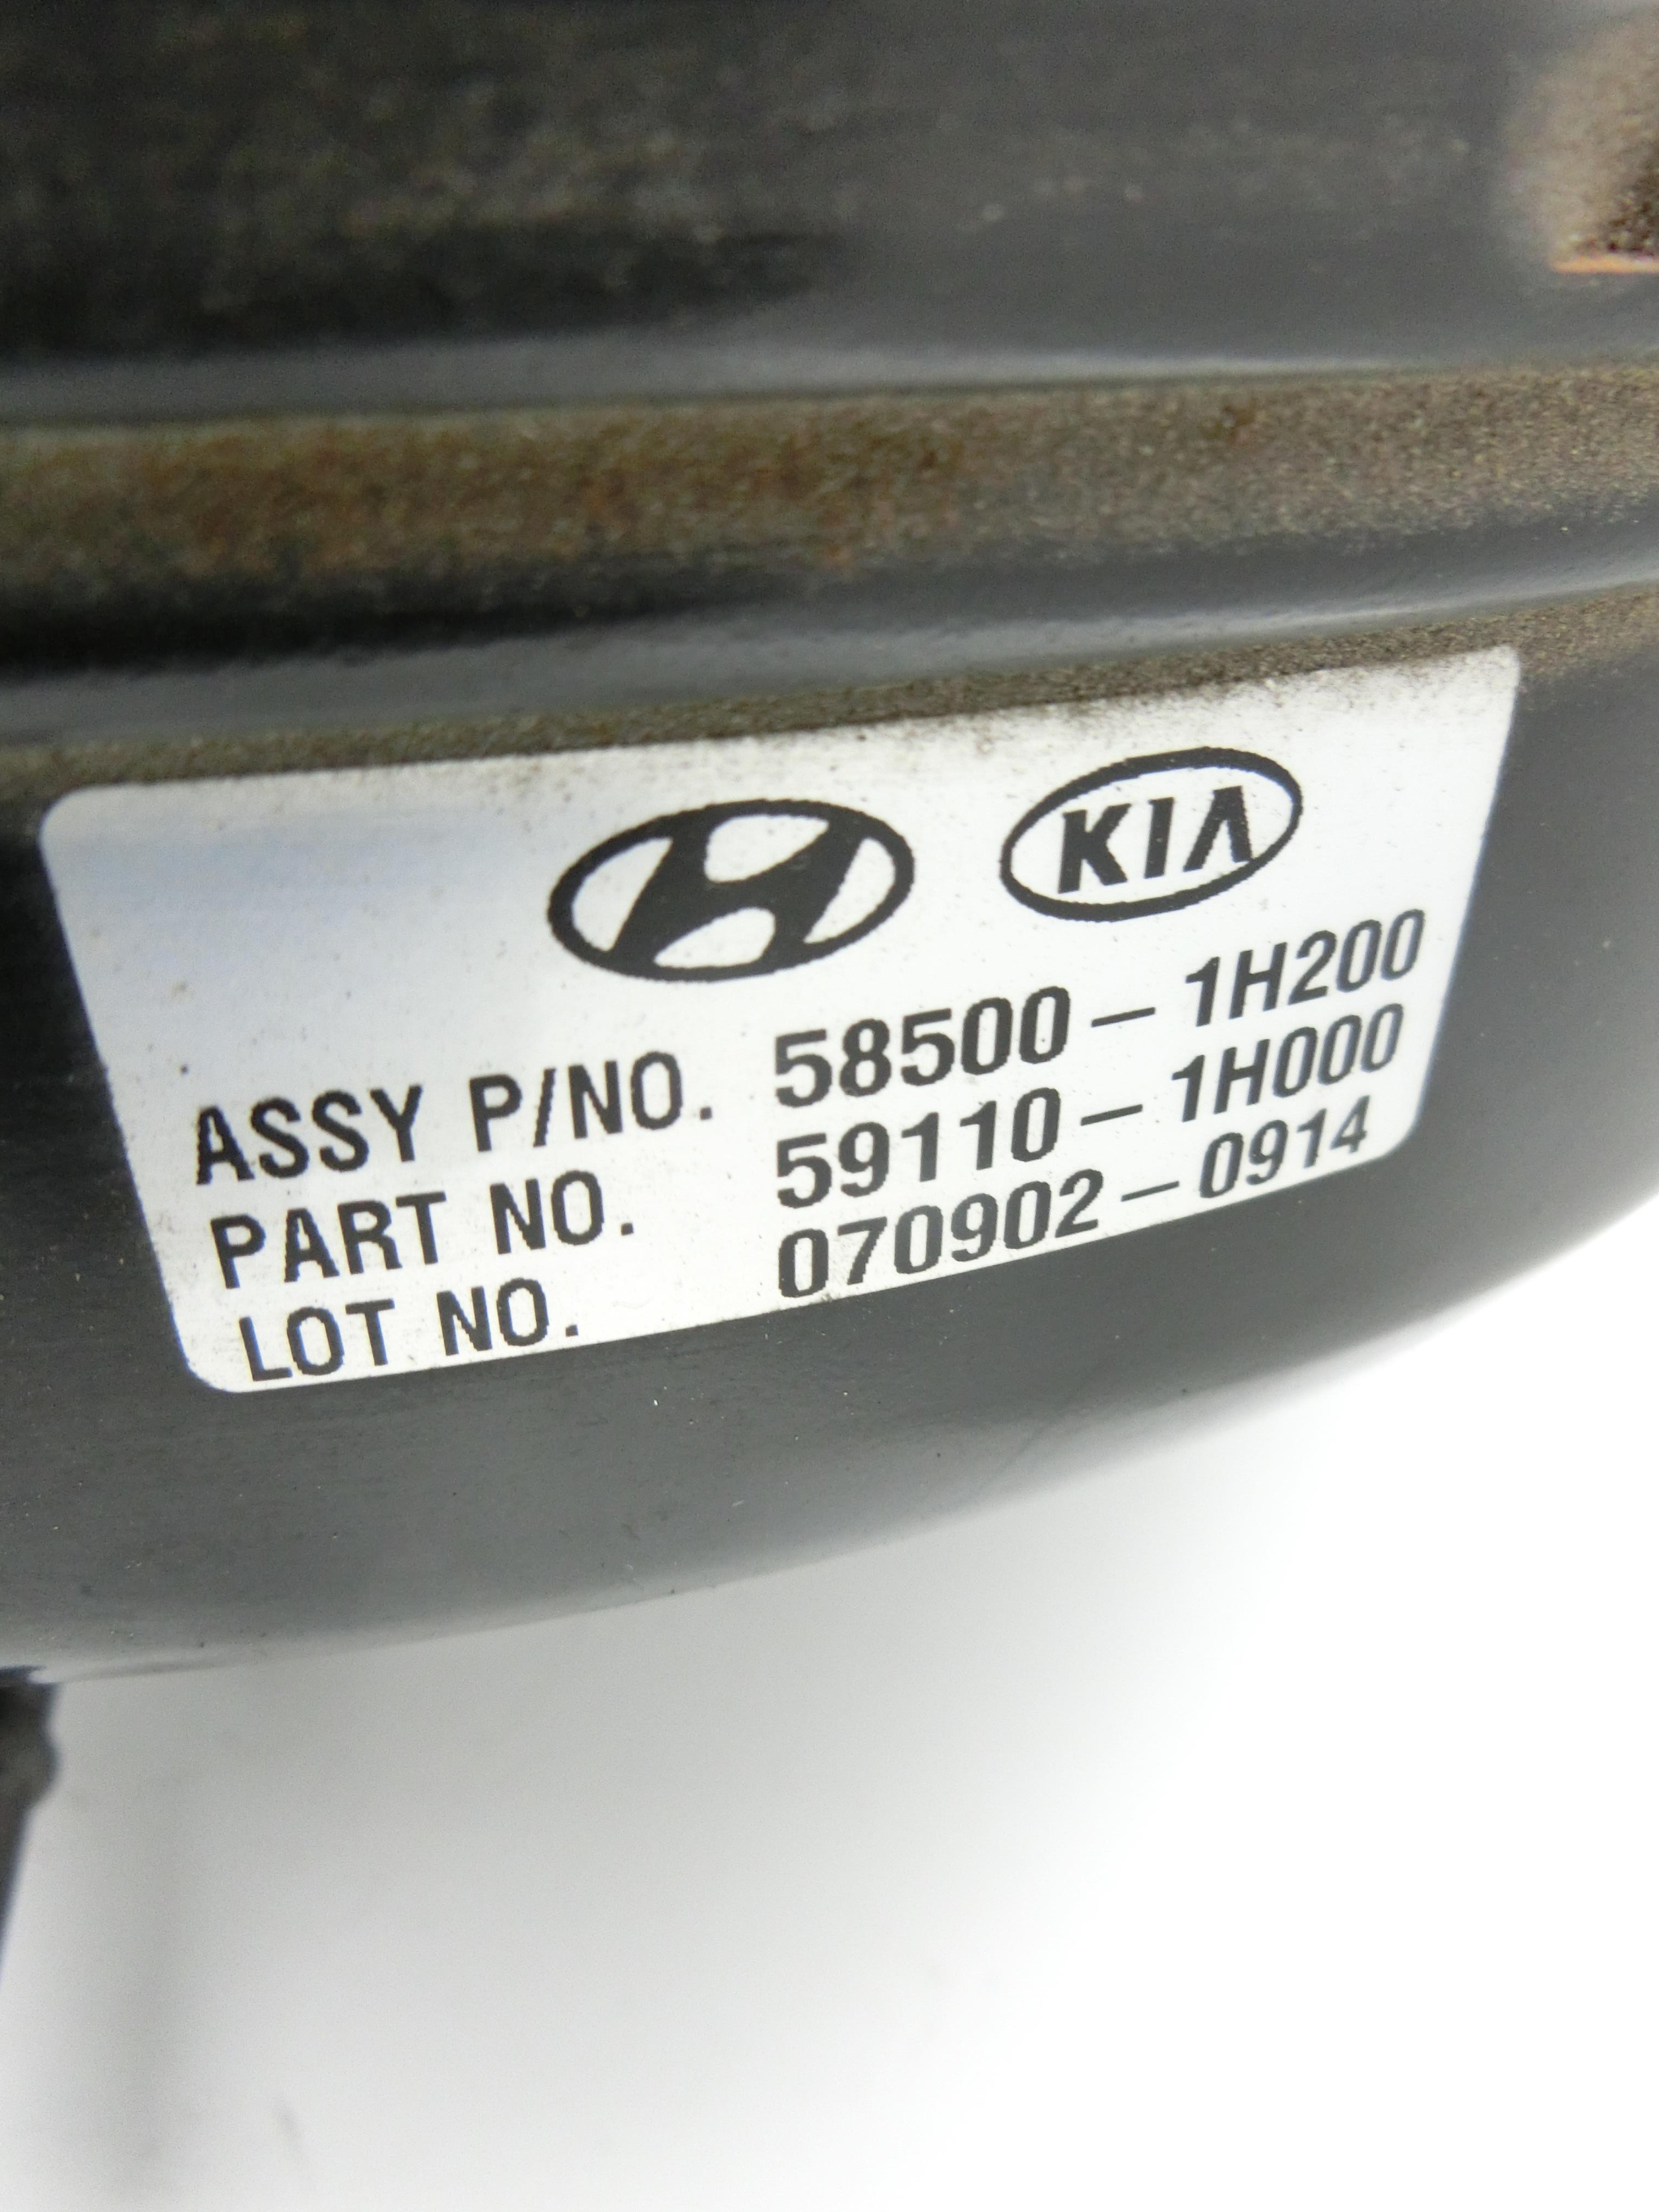 KIA
ASSY P/NO. 58500-1H200
PART NO. 59110-1H000
LOT NO. 070902-0914